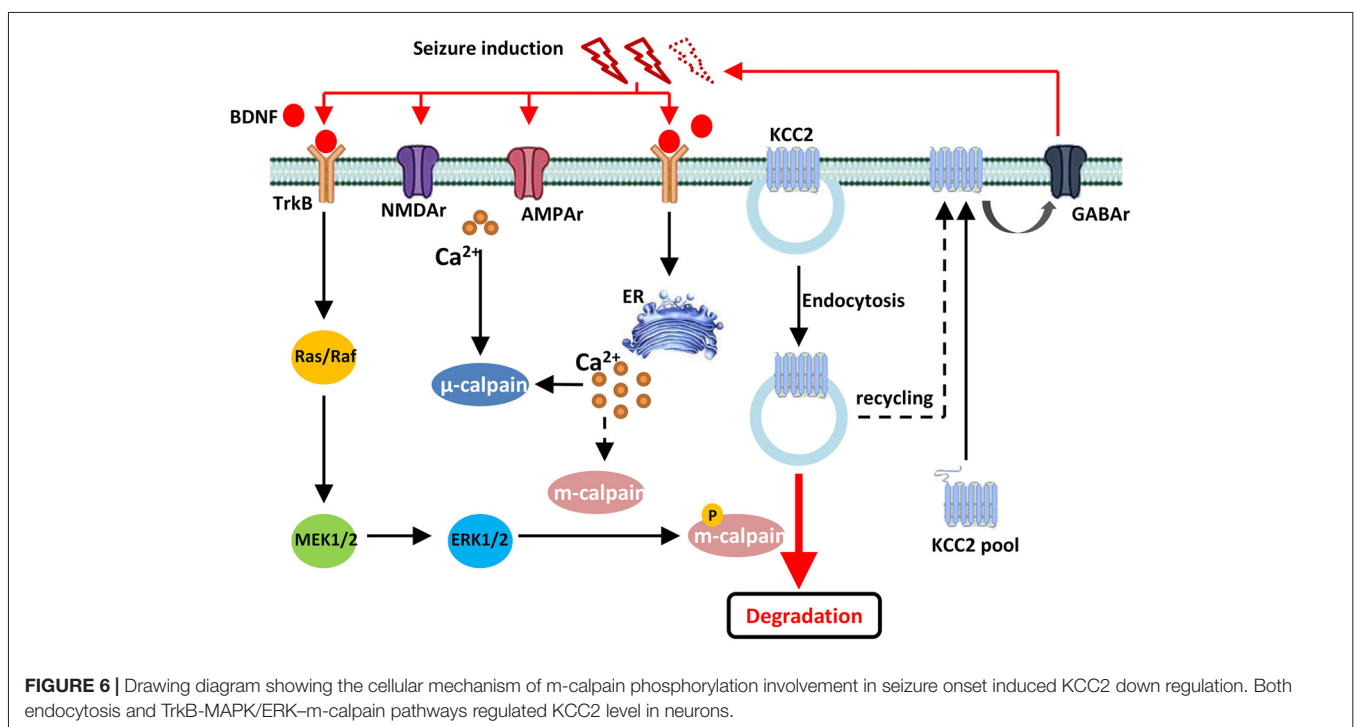 Seizure induction
BDNF
KCC2
TrkB
NMDAr
AMPAr
GABAr
Ca2+
ER
Endocytosis
Ras/Raf
Ca2+
µ-calpain
recycling
m-calpain
P
MEK1/2
ERK1/2
m-calpain
KCC2 pool
Degradation
FIGURE 6 | Drawing diagram showing the cellular mechanism of m-calpain phosphorylation involvement in seizure onset induced KCC2 down regulation. Both
endocytosis and TrkB-MAPK/ERK–m-calpain pathways regulated KCC2 level in neurons.